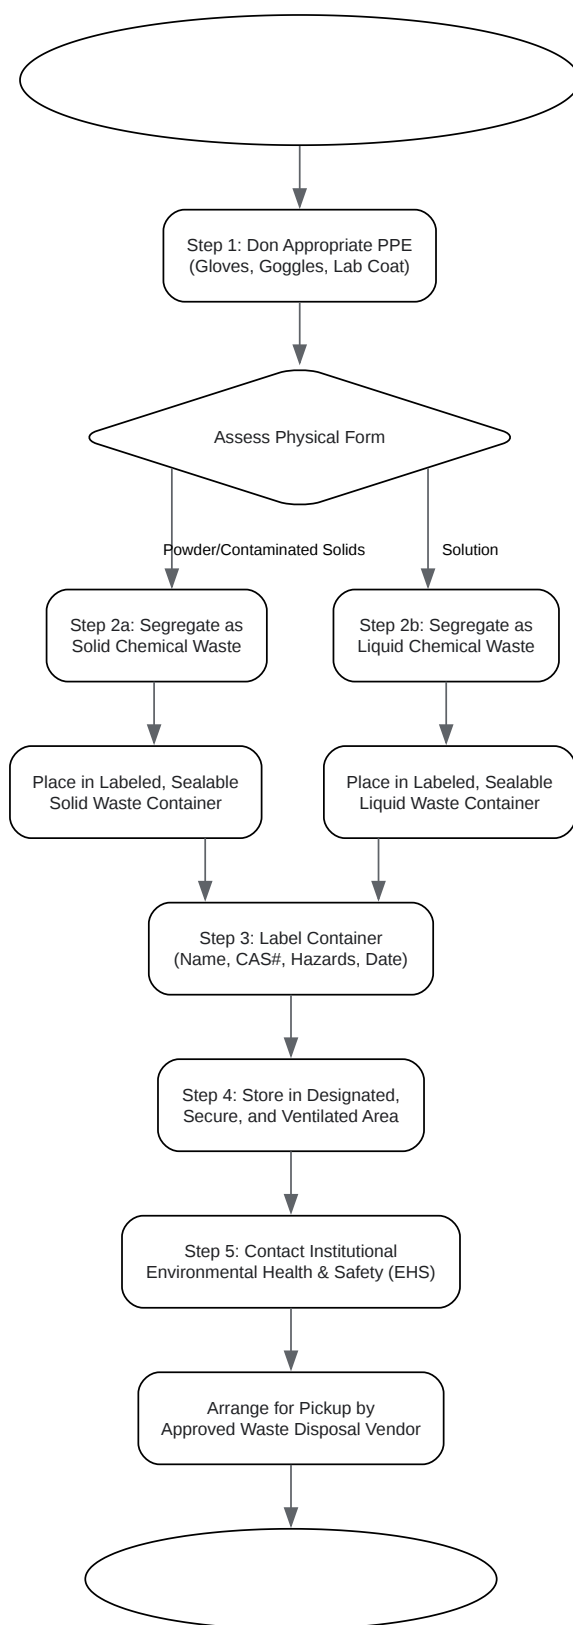 Step 1: Don Appropriate PPE
(Gloves, Goggles, Lab Coat)
Assess Physical Form
Powder/Contaminated Solids
Solution
Step 2a: Segregate as
Solid Chemical Waste
Step 2b: Segregate as
Liquid Chemical Waste
Place in Labeled, Sealable
Solid Waste Container
Place in Labeled, Sealable
Liquid Waste Container
Step 3: Label Container
(Name, CAS#, Hazards, Date)
Step 4: Store in Designated,
Secure, and Ventilated Area
Step 5: Contact Institutional
Environmental Health & Safety (EHS)
Arrange for Pickup by
Approved Waste Disposal Vendor